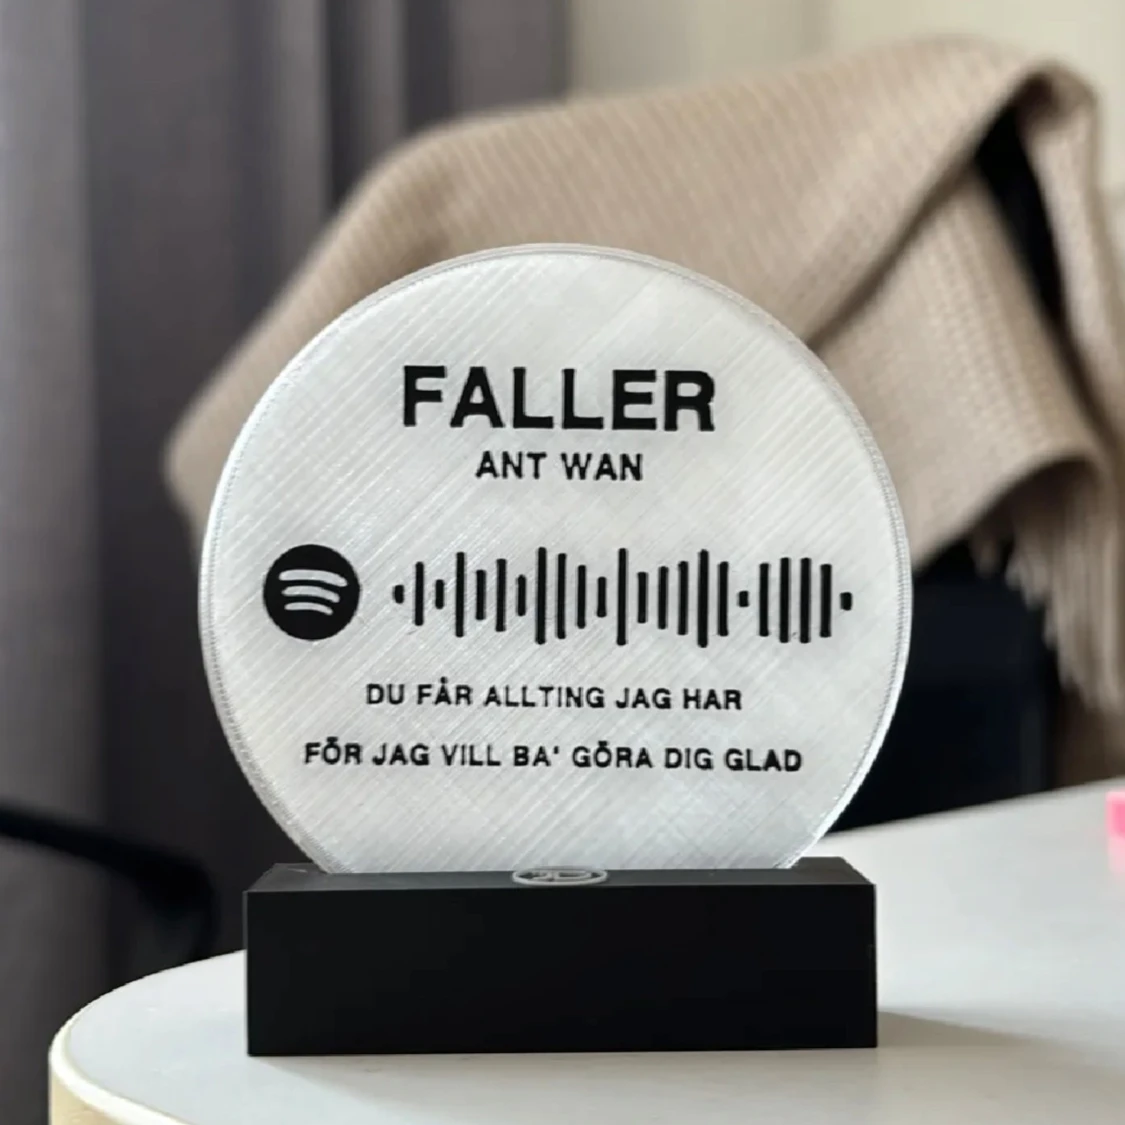 FALLER
ANT WAN
DU FÅR ALLTING JAG HAR
FÖR JAG VILL BA' GÖRA DIG GLAD